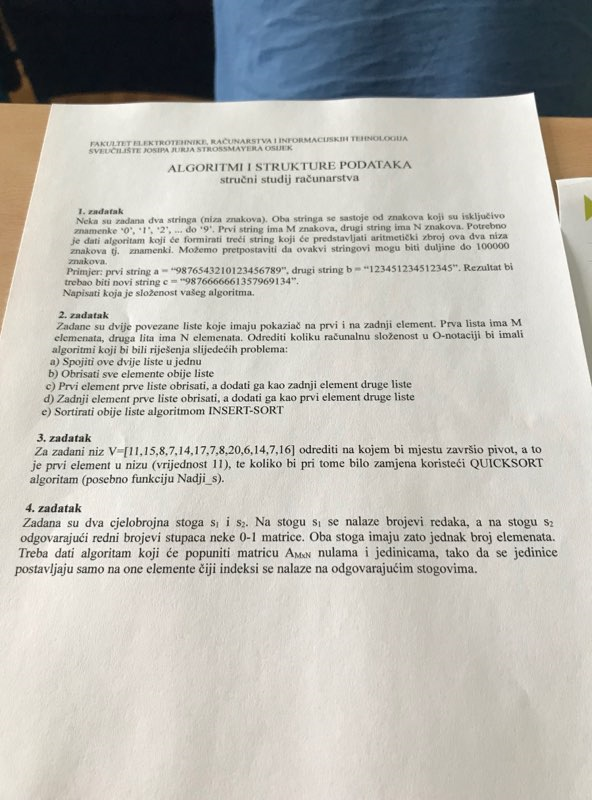 FAKULTET ELEKTROTEHNIKE, RAČUNARSTVA I INFORMACIJSKIH TEHNOLOGIJA
SVEUČILIŠTE JOSIPA JURJA STROSSMAYERA OSIJEK
ALGORITMI I STRUKTURE PODATAKA
stručni studij računarstva
1. zadatak
Neka su zadana dva stringa (niza znakova). Oba stringa se sastoje od znakova koji su isključivo
znamenke '0', '1', '2', ... do '9'. Prvi string ima M znakova, drugi string ima N znakova. Potrebno
je dati algoritam koji će formirati treći string koji će predstavljati aritmetički zbroj ova dva niza
znakova tj. znamenki. Možemo pretpostaviti da ovakvi stringovi mogu biti duljine do 100000
znakova.
Primjer: prvi string a = "9876543210123456789", drugi string b = "123451234512345". Rezultat bi
trebao biti novi string c = "9876666661357969134".
Napisati koja je složenost vašeg algoritma.
2. zadatak
Zadane su dvije povezane liste koje imaju pokaziač na prvi i na zadnji element. Prva lista ima M
elemenata, druga lita ima N elemenata. Odrediti koliku računalnu složenost u O-notaciji bi imali
algoritmi koji bi bili riješenja slijedećih problema:
a) Spojiti ove dvije liste u jednu
b) Obrisati sve elemente obije liste
c) Prvi element prve liste obrisati, a dodati ga kao zadnji element druge liste
d) Zadnji element prve liste obrisati, a dodati ga kao prvi element druge liste
e) Sortirati obije liste algoritmom INSERT-SORT
3. zadatak
Za zadani niz V=[11,15,8,7,14,17,7,8,20,6,14,7,16] odrediti na kojem bi mjestu završio pivot, a to
je prvi element u nizu (vrijednost 11), te koliko bi pri tome bilo zamjena koristeći QUICKSORT
algoritam (posebno funkciju Nadji_s).
4. zadatak
Zadana su dva cjelobrojna stoga s₁ i s₂. Na stogu s₁ se nalaze brojevi redaka, a na stogu s₂
odgovarajući redni brojevi stupaca neke 0-1 matrice. Oba stoga imaju zato jednak broj elemenata.
Treba dati algoritam koji će popuniti matricu AMxN nulama i jedinicama, tako da se jedinice
postavljaju samo na one elemente čiji indeksi se nalaze na odgovarajućim stogovima.